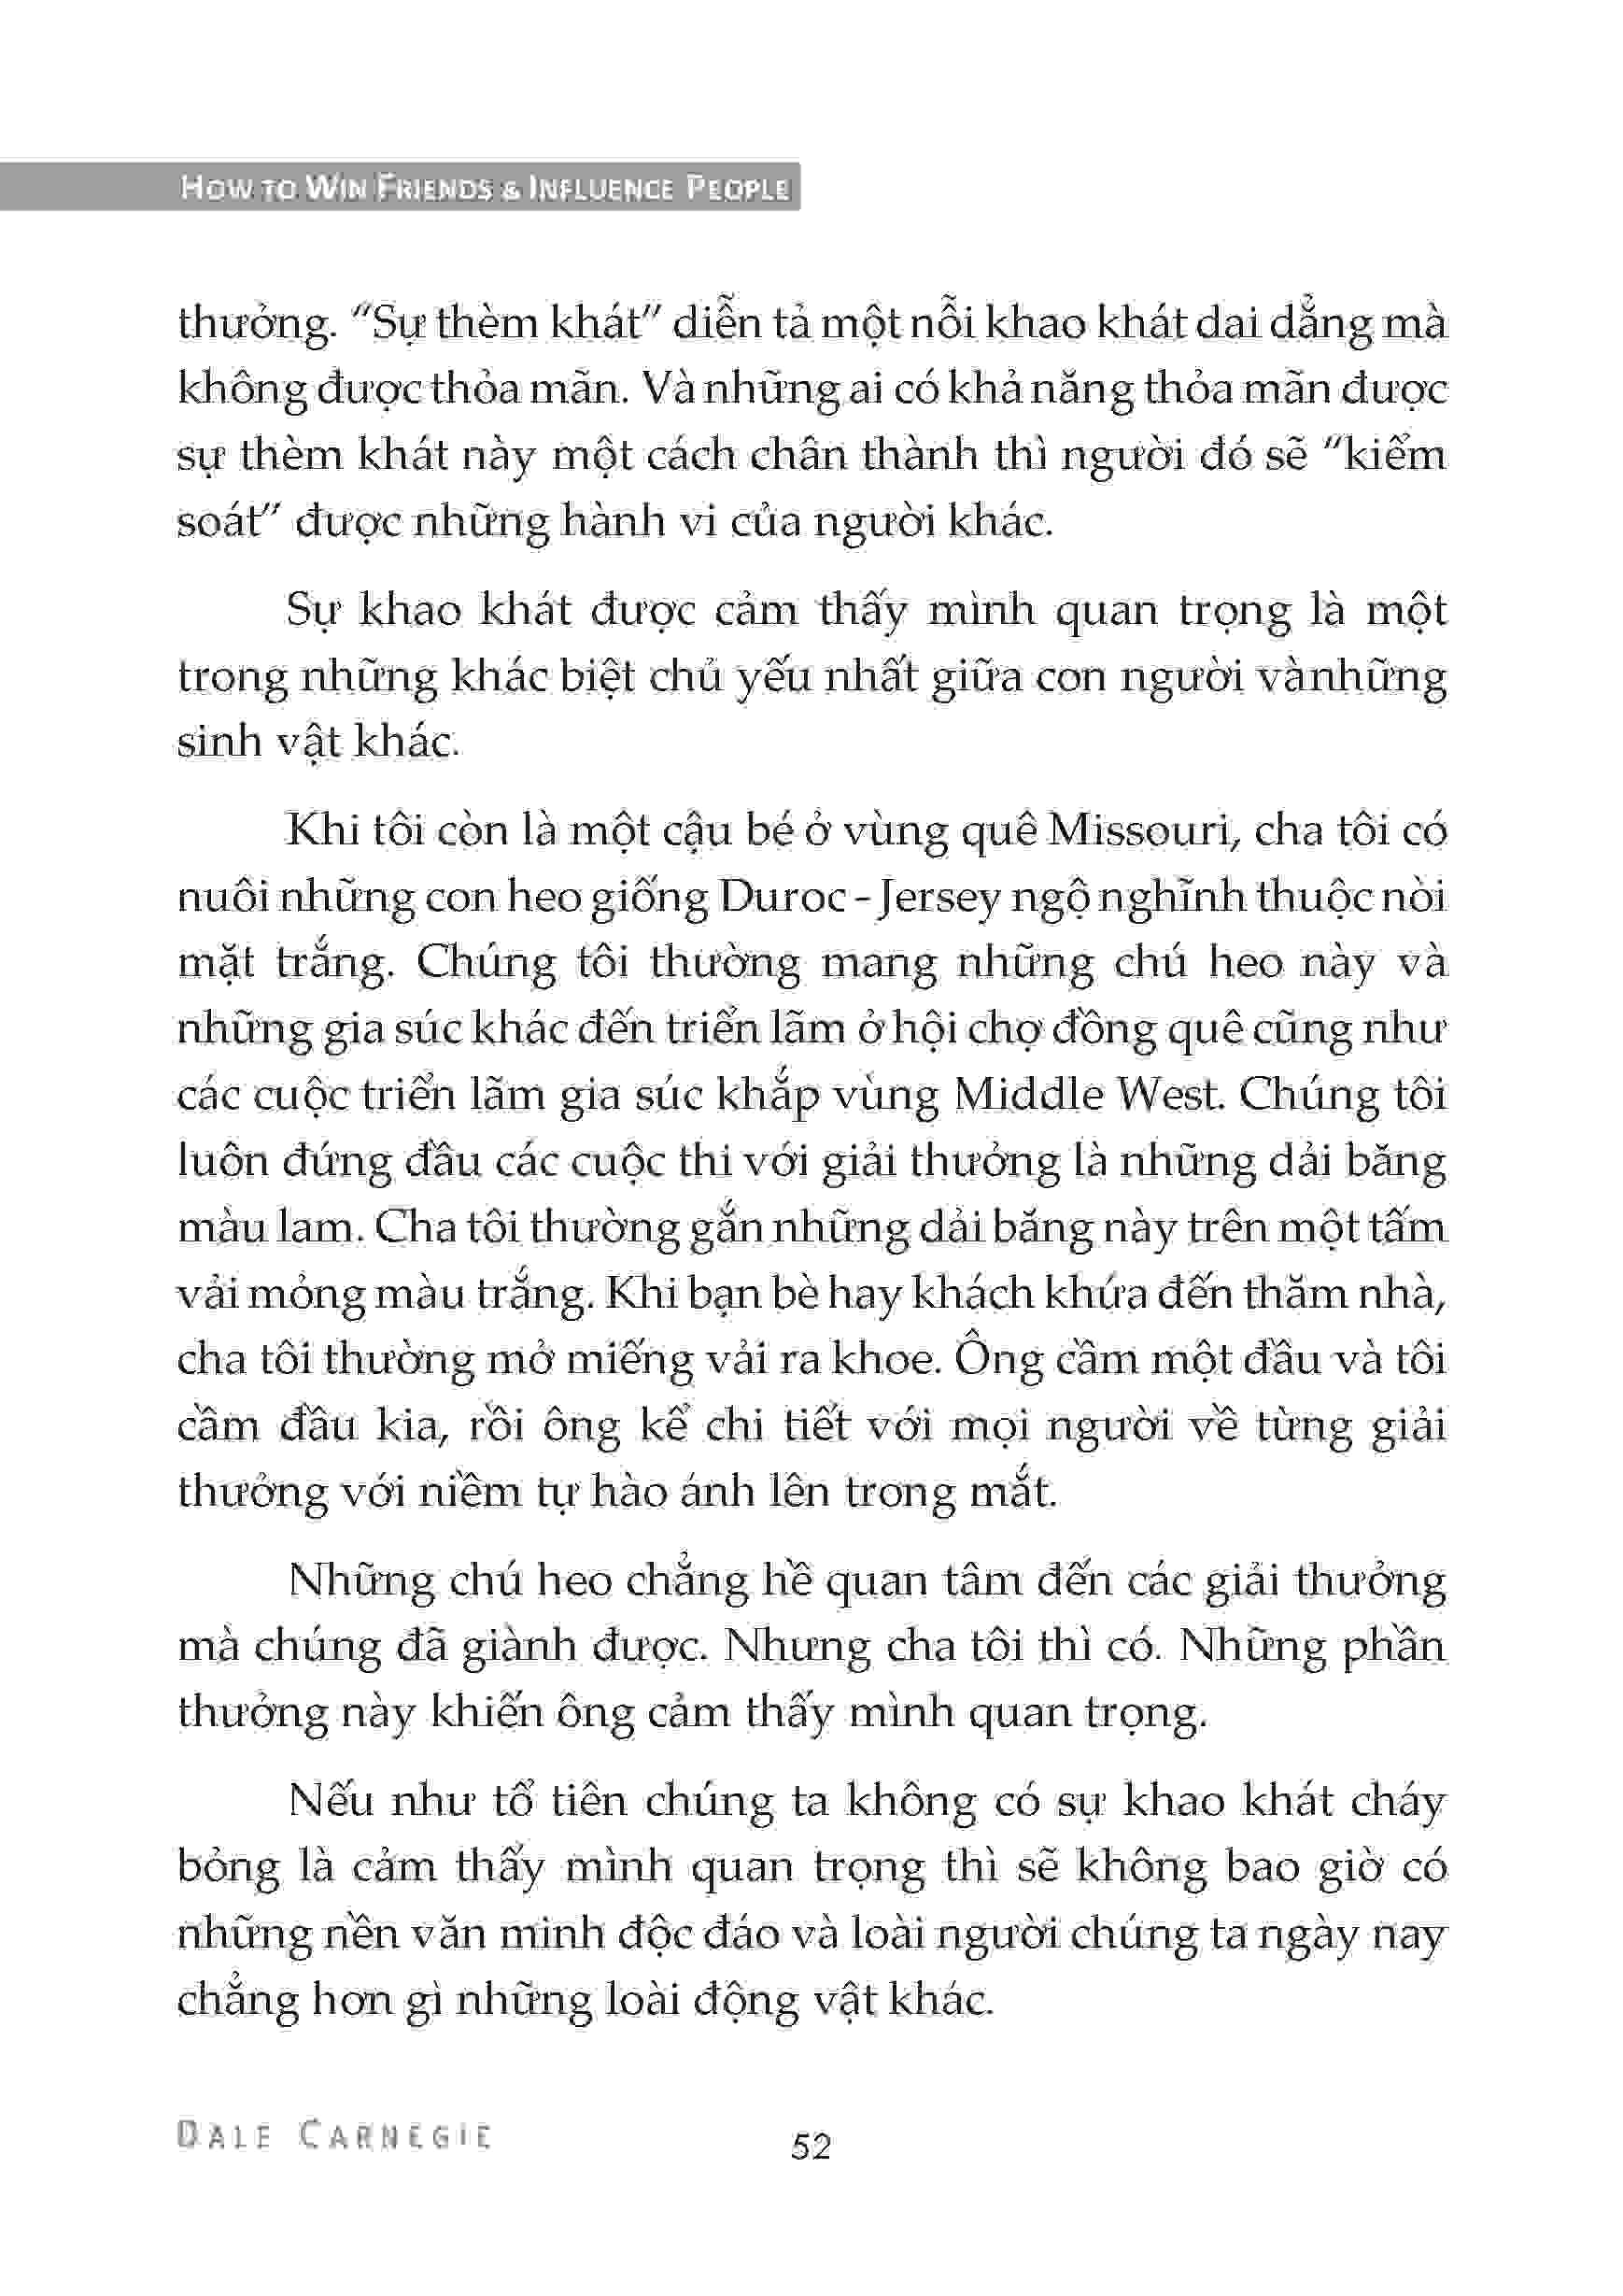 HOW TO WIN FRIENDS & INFLUENCE PEOPLE
thưởng. “Sự thèm khát” diễn tả một nỗi khao khát dai dẳng mà
không được thỏa mãn. Và những ai có khả năng thỏa mãn được
sự thèm khát này một cách chân thành thì người đó sẽ “kiểm
soát” được những hành vi của người khác.
Sự khao khát được cảm thấy mình quan trọng là một
trong những khác biệt chủ yếu nhất giữa con người và những
sinh vật khác.
Khi tôi còn là một cậu bé ở vùng quê Missouri, cha tôi có
nuôi những con heo giống Duroc - Jersey ngộ nghĩnh thuộc nòi
mặt trắng. Chúng tôi thường mang những chú heo này và
những gia súc khác đến triển lãm ở hội chợ đồng quê cũng như
các cuộc triển lãm gia súc khắp vùng Middle West. Chúng tôi
luôn đứng đầu các cuộc thi với giải thưởng là những dải băng
màu lam. Cha tôi thường gắn những dải băng này trên một tấm
vải mỏng màu trắng. Khi bạn bè hay khách khứa đến thăm nhà,
cha tôi thường mở miếng vải ra khoe. Ông cầm một đầu và tôi
cầm đầu kia, rồi ông kể chi tiết với mọi người về từng giải
thưởng với niềm tự hào ánh lên trong mắt.
Những chú heo chẳng hề quan tâm đến các giải thưởng
mà chúng đã giành được. Nhưng cha tôi thì có. Những phần
thưởng này khiến ông cảm thấy mình quan trọng.
Nếu như tổ tiên chúng ta không có sự khao khát cháy
bỏng là cảm thấy mình quan trọng thì sẽ không bao giờ có
những nền văn minh độc đáo và loài người chúng ta ngày nay
chẳng hơn gì những loài động vật khác.
DALE CARNEGIE
52